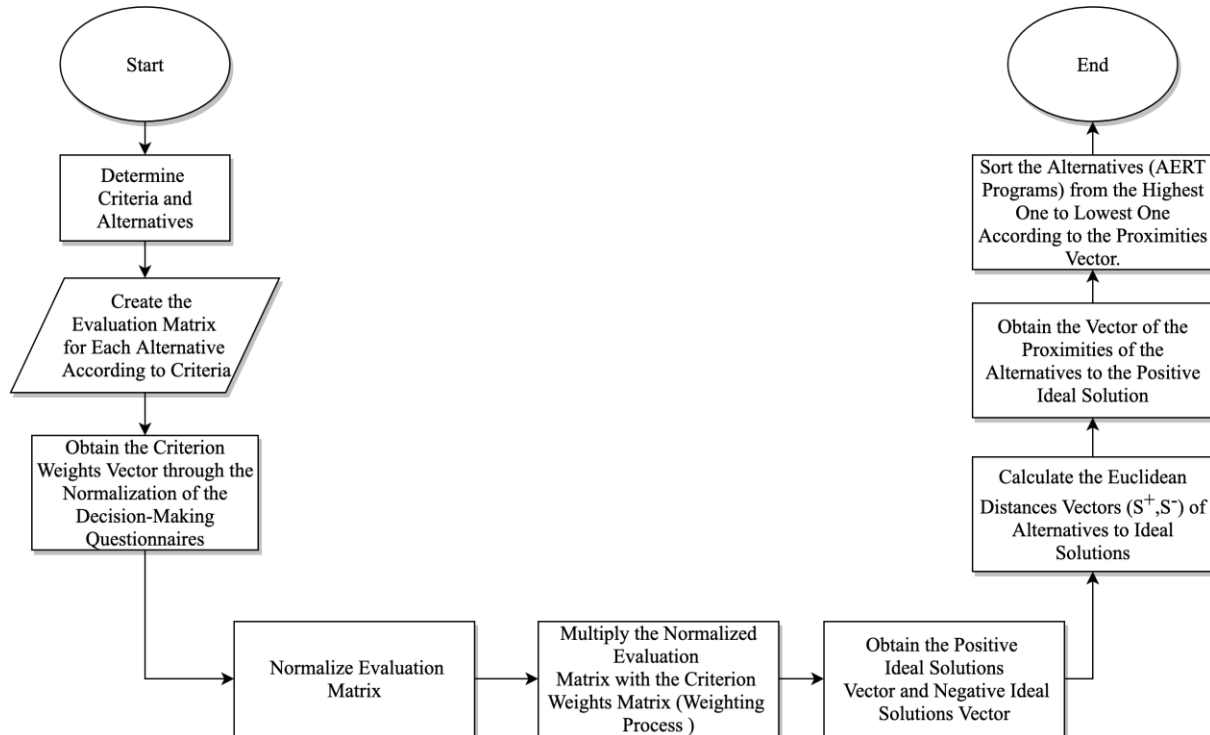 Start
Determine
Criteria and
Alternatives
Create the
Evaluation Matrix
for Each Alternative
According to Criteria
Obtain the Criterion
Weights Vector through the
Normalization of the
Decision-Making
Questionnaires
Normalize Evaluation
Matrix
Multiply the Normalized
Evaluation
Matrix with the Criterion
Weights Matrix (Weighting
Process )
Obtain the Positive
Ideal Solutions
Vector and Negative Ideal
Solutions Vector
Calculate the Euclidean
Distances Vectors (S⁺,S⁻) of
Alternatives to Ideal
Solutions
Obtain the Vector of the
Proximities of the
Alternatives to the Positive
Ideal Solution
Sort the Alternatives (AERT
Programs) from the Highest
One to Lowest One
According to the Proximities
Vector.
End